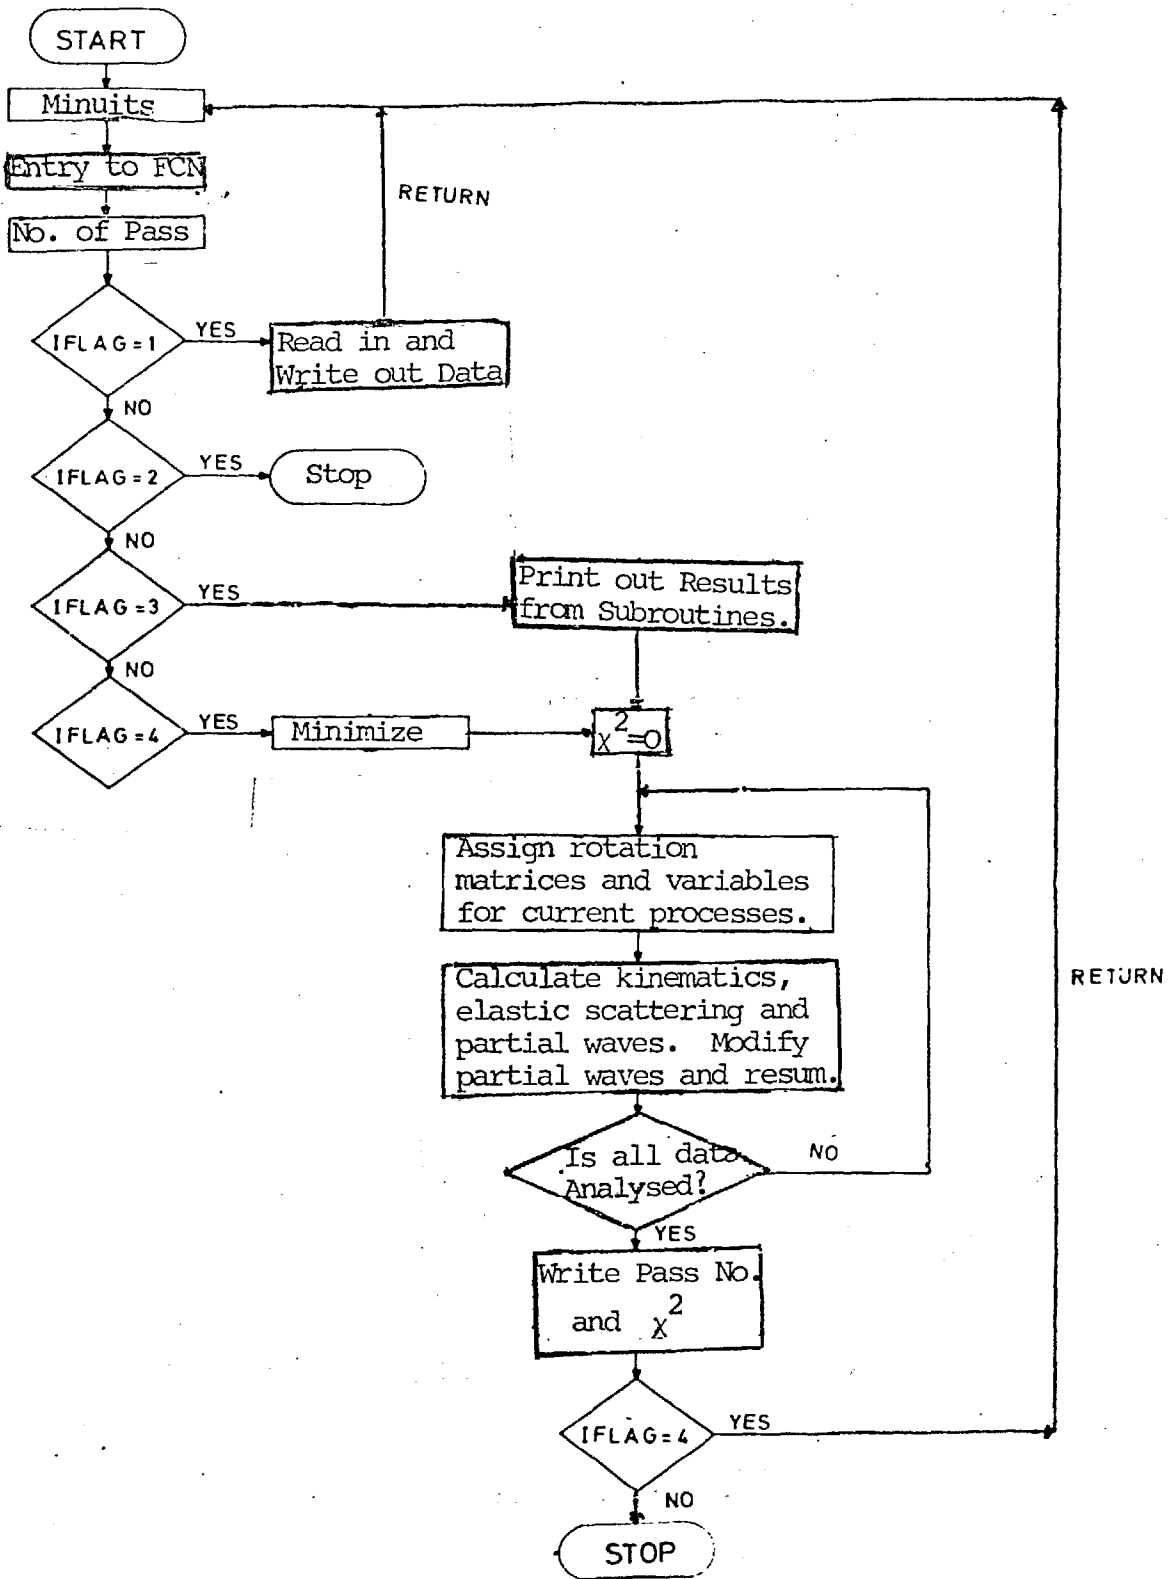 START
Minuits
Entry to FCN
RETURN
No. of Pass
IFLAG=1
YES
Read in and
Write out Data
NO
IFLAG=2
YES
Stop
NO
IFLAG=3
YES
Print out Results
from Subroutines.
NO
IFLAG=4
YES
Minimize
χ²=0
Assign rotation
matrices and variables
for current processes.
Calculate kinematics,
elastic scattering and
partial waves. Modify
partial waves and resum.
RETURN
Is all data
Analysed?
NO
YES
Write Pass No.
and χ²
IFLAG=4
YES
NO
STOP